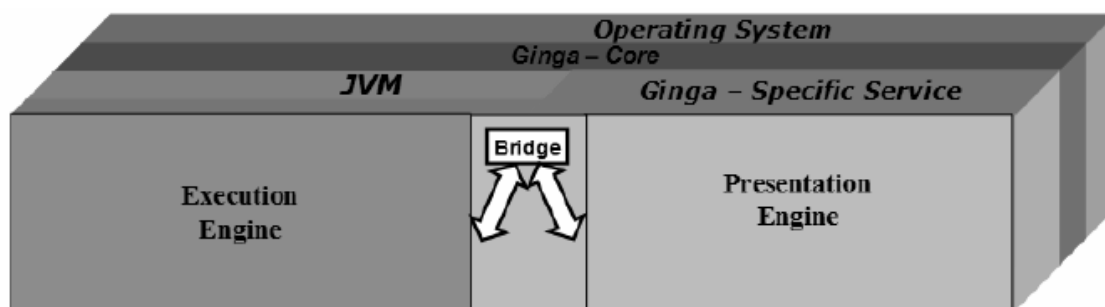 Operating System
Ginga – Core
JVM
Ginga – Specific Service
Bridge
Execution
Engine
Presentation
Engine